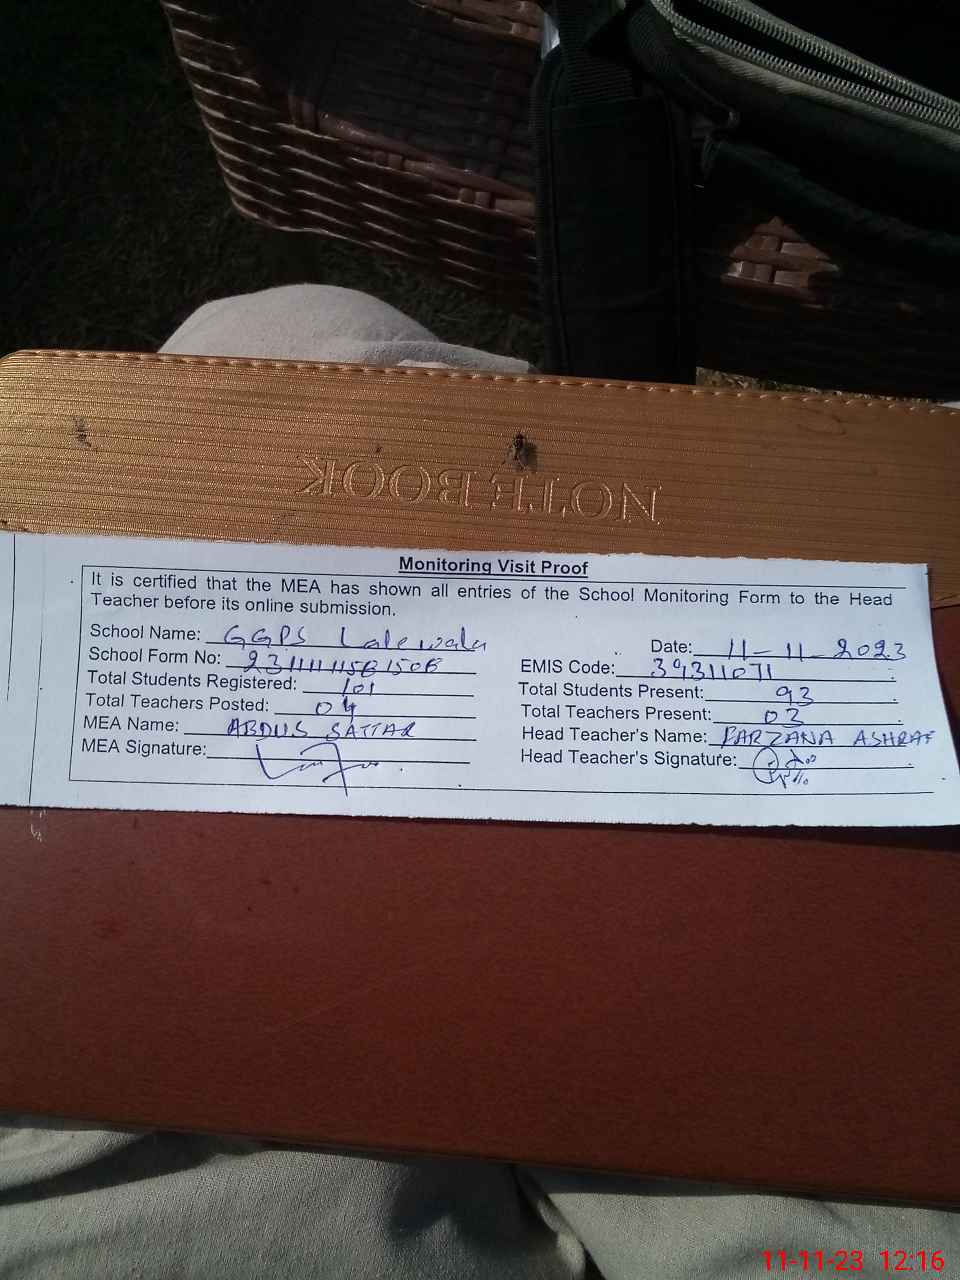 NOTE BOOK
Monitoring Visit Proof
It is certified that the MEA has shown all entries of the School Monitoring Form to the Head
Teacher before its online submission.
School Name: GGPS Lalewala
Date: 11-11-2023
School Form No:
EMIS Code: 39311071
Total Students Registered: 101
Total Students Present: 93
Total Teachers Posted: 04
Total Teachers Present: 03
MEA Name: ABDUS SATTAR
Head Teacher's Name: FARZANA ASHRAF
MEA Signature:
Head Teacher's Signature:
11-11-23 12:16